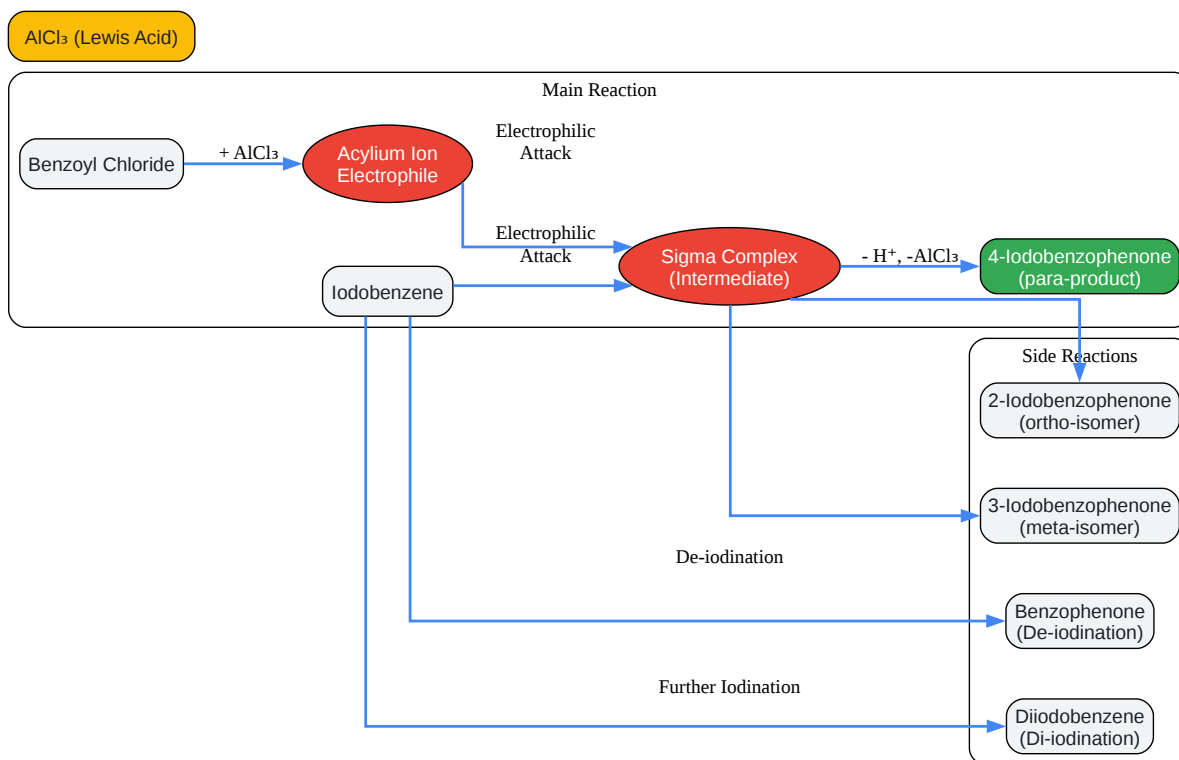 AlCl₃ (Lewis Acid)
Main Reaction
Benzoyl Chloride
+ AlCl₃
Acylium Ion
Electrophile
Electrophilic
Attack
Electrophilic
Attack
Iodobenzene
Sigma Complex
(Intermediate)
- H⁺, -AlCl₃
4-Iodobenzophenone
(para-product)
Side Reactions
2-Iodobenzophenone
(ortho-isomer)
3-Iodobenzophenone
(meta-isomer)
De-iodination
Benzophenone
(De-iodination)
Further Iodination
Diiodobenzene
(Di-iodination)